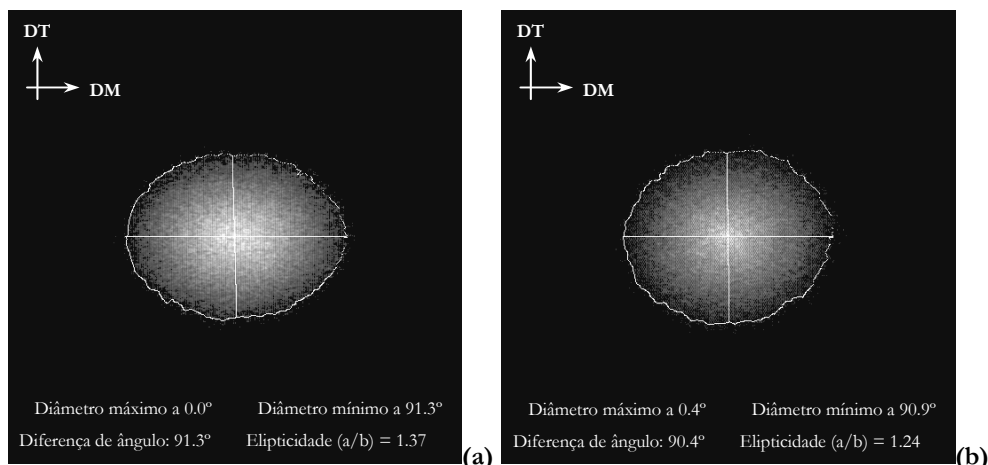 DT
DM
Diâmetro máximo a 0.0º Diâmetro mínimo a 91.3º
Diferença de ângulo: 91.3º Elipticidade (a/b) = 1.37
(a)
DT
DM
Diâmetro máximo a 0.4º Diâmetro mínimo a 90.9º
Diferença de ângulo: 90.4º Elipticidade (a/b) = 1.24
(b)